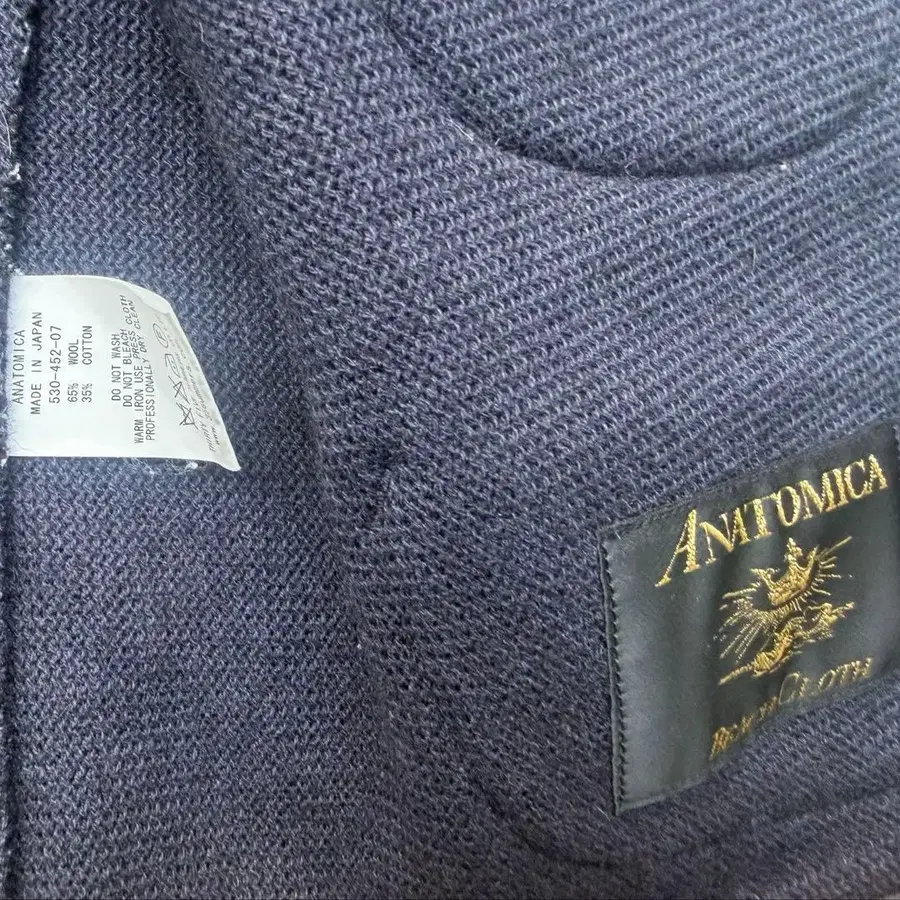 ANATOMICA
MADE IN JAPAN
530-452-07
65% WOOL
35% COTTON
DO NOT WASH
DO NOT BLEACH
WARM IRON USE PRESS CLOTH
PROFESSIONALLY DRY CLEAN
ANATOMICA
BEACH CLOTH